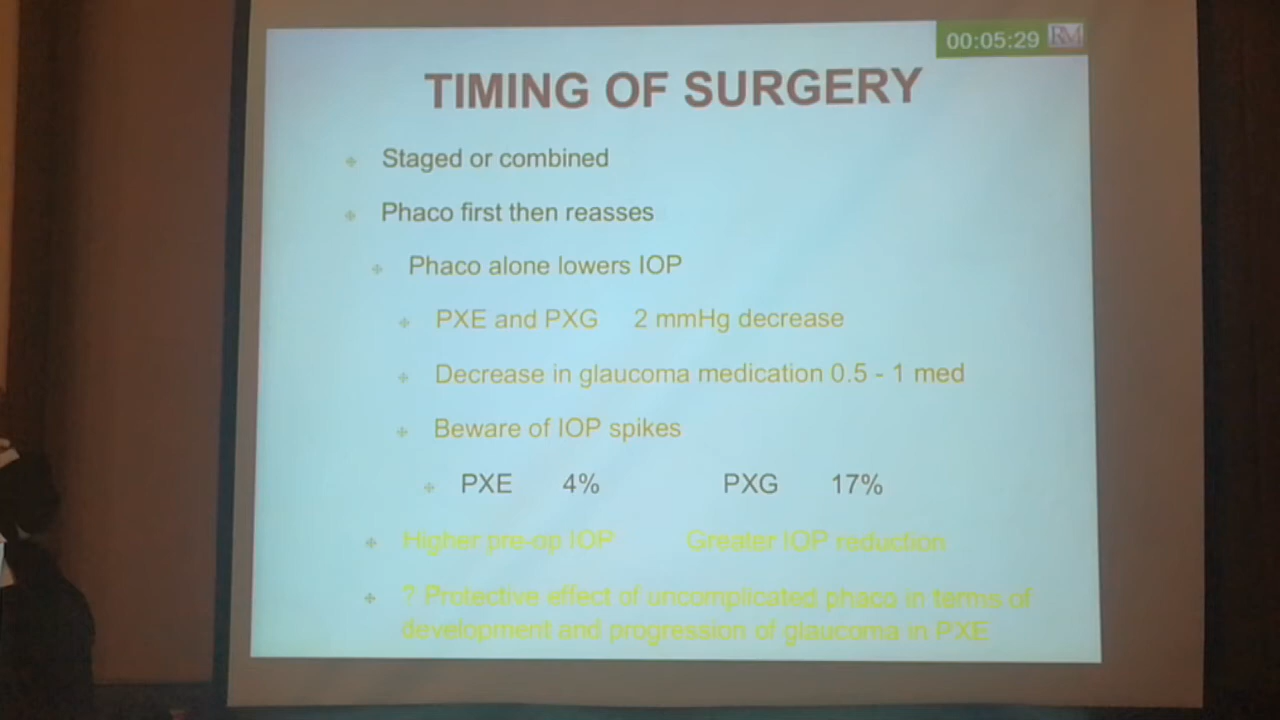 00:05:29 RM
TIMING OF SURGERY
Staged or combined
Phaco first then reasses
Phaco alone lowers IOP
PXE and PXG 2 mmHg decrease
Decrease in glaucoma medication 0.5 - 1 med
Beware of IOP spikes
PXE 4% PXG 17%
Higher pre-op IOP Greater IOP reduction
? Protective effect of uncomplicated phaco in terms of
development and progression of glaucoma in PXE